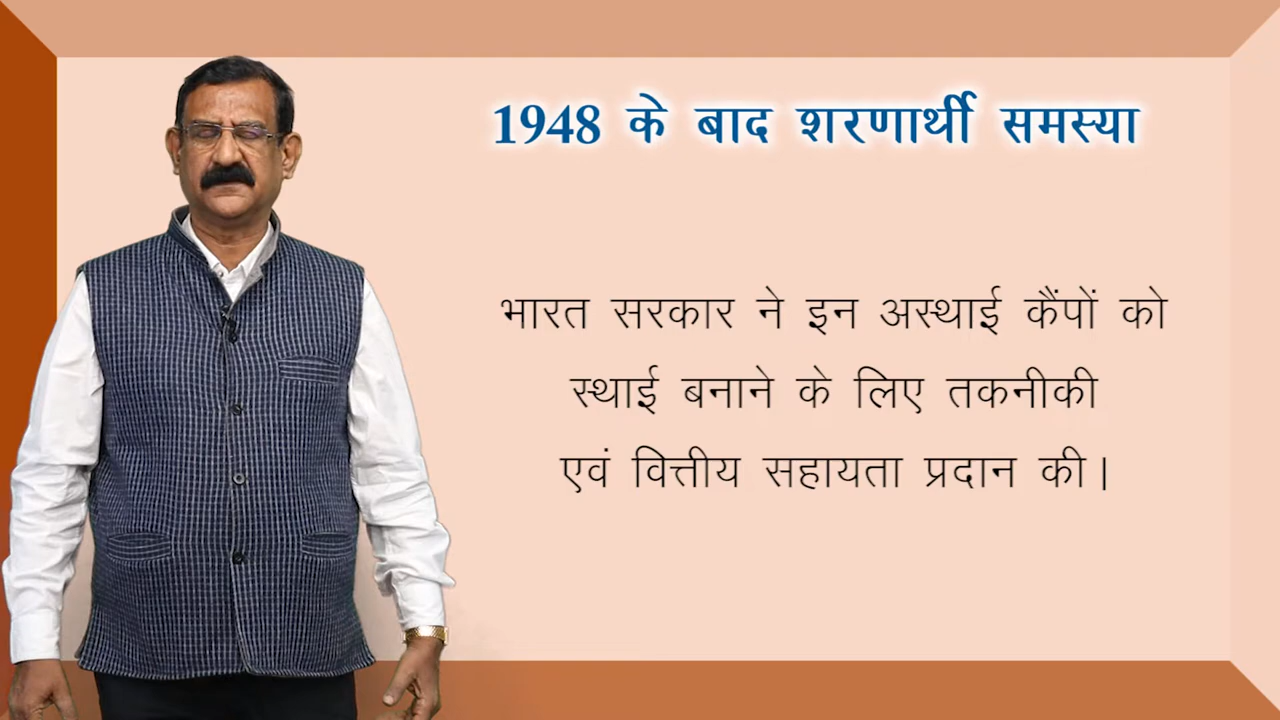 1948 के बाद शरणार्थी समस्या
भारत सरकार ने इन अस्थाई कैंपों को
स्थाई बनाने के लिए तकनीकी
एवं वित्तीय सहायता प्रदान की।